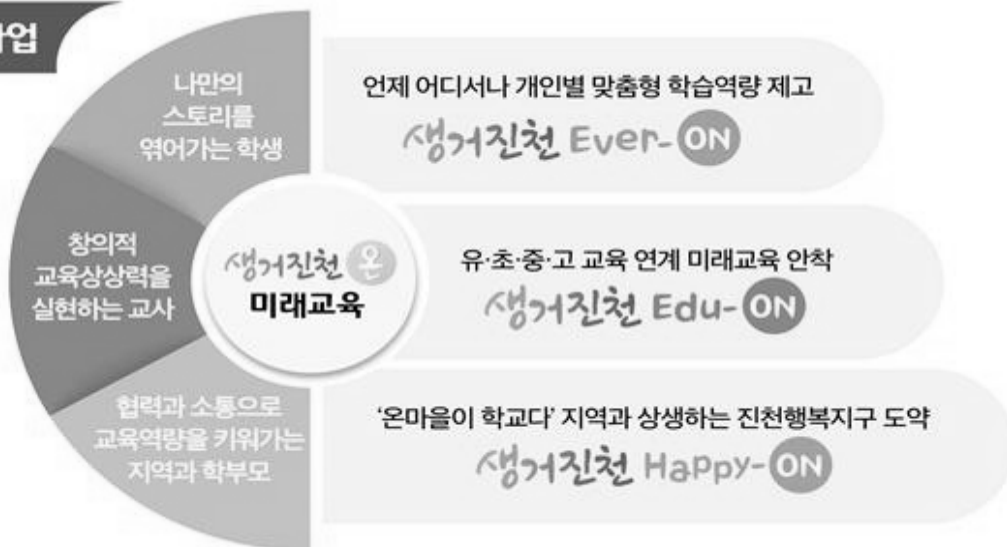 업
나만의
스토리를
엮어가는 학생
언제 어디서나 개인별 맞춤형 학습역량 제고
생거진천 Ever-ON
창의적
교육상상력을
실현하는 교사
생거진천 온
미래교육
유·초·중·고 교육 연계 미래교육 안착
생거진천 Edu-ON
협력과 소통으로
교육역량을 키워가는
지역과 학부모
‘온마을이 학교다’ 지역과 상생하는 진천행복지구 도약
생거진천 Happy-ON